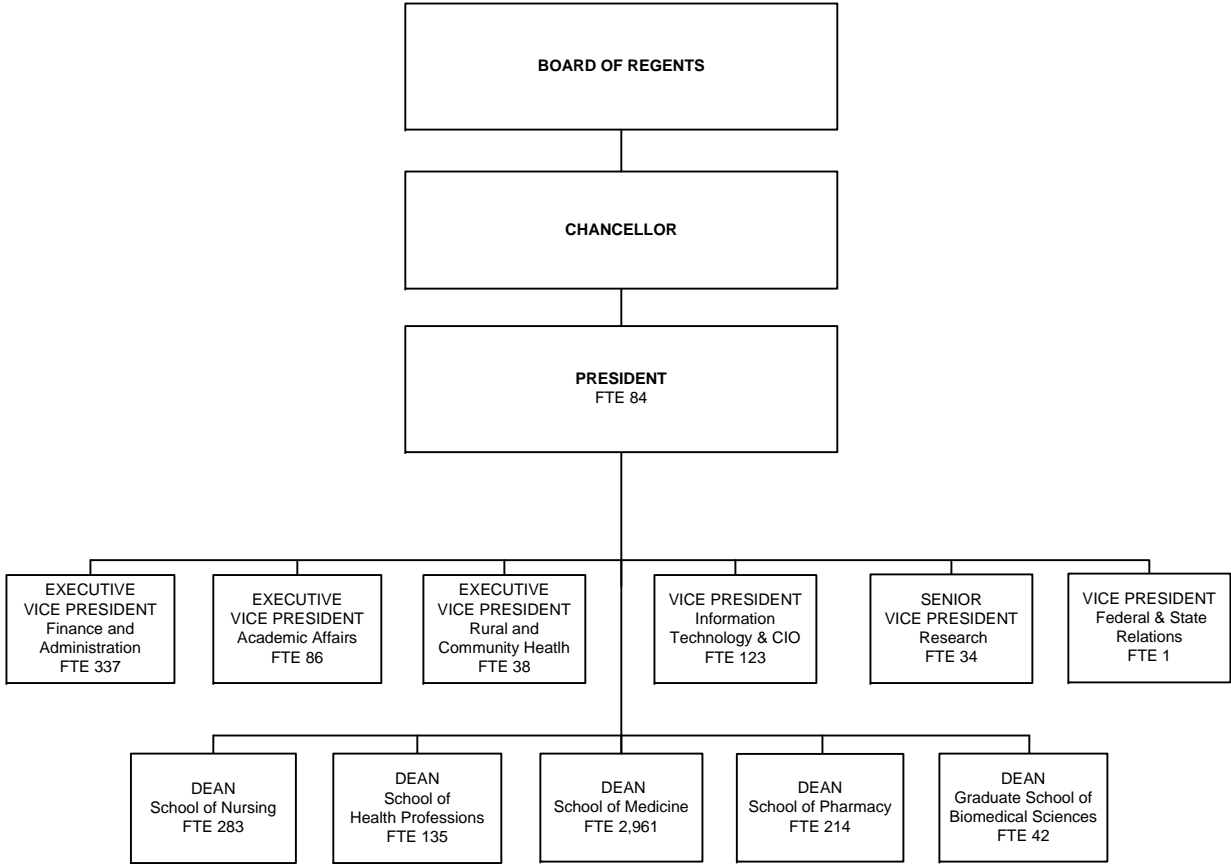 BOARD OF REGENTS
CHANCELLOR
PRESIDENT
FTE 84
EXECUTIVE
VICE PRESIDENT
Finance and
Administration
FTE 337
EXECUTIVE
VICE PRESIDENT
Academic Affairs
FTE 86
EXECUTIVE
VICE PRESIDENT
Rural and
Community Heatlh
FTE 38
VICE PRESIDENT
Information
Technology & CIO
FTE 123
SENIOR
VICE PRESIDENT
Research
FTE 34
VICE PRESIDENT
Federal & State
Relations
FTE 1
DEAN
School of Nursing
FTE 283
DEAN
School of
Health Professions
FTE 135
DEAN
School of Medicine
FTE 2,961
DEAN
School of Pharmacy
FTE 214
DEAN
Graduate School of
Biomedical Sciences
FTE 42